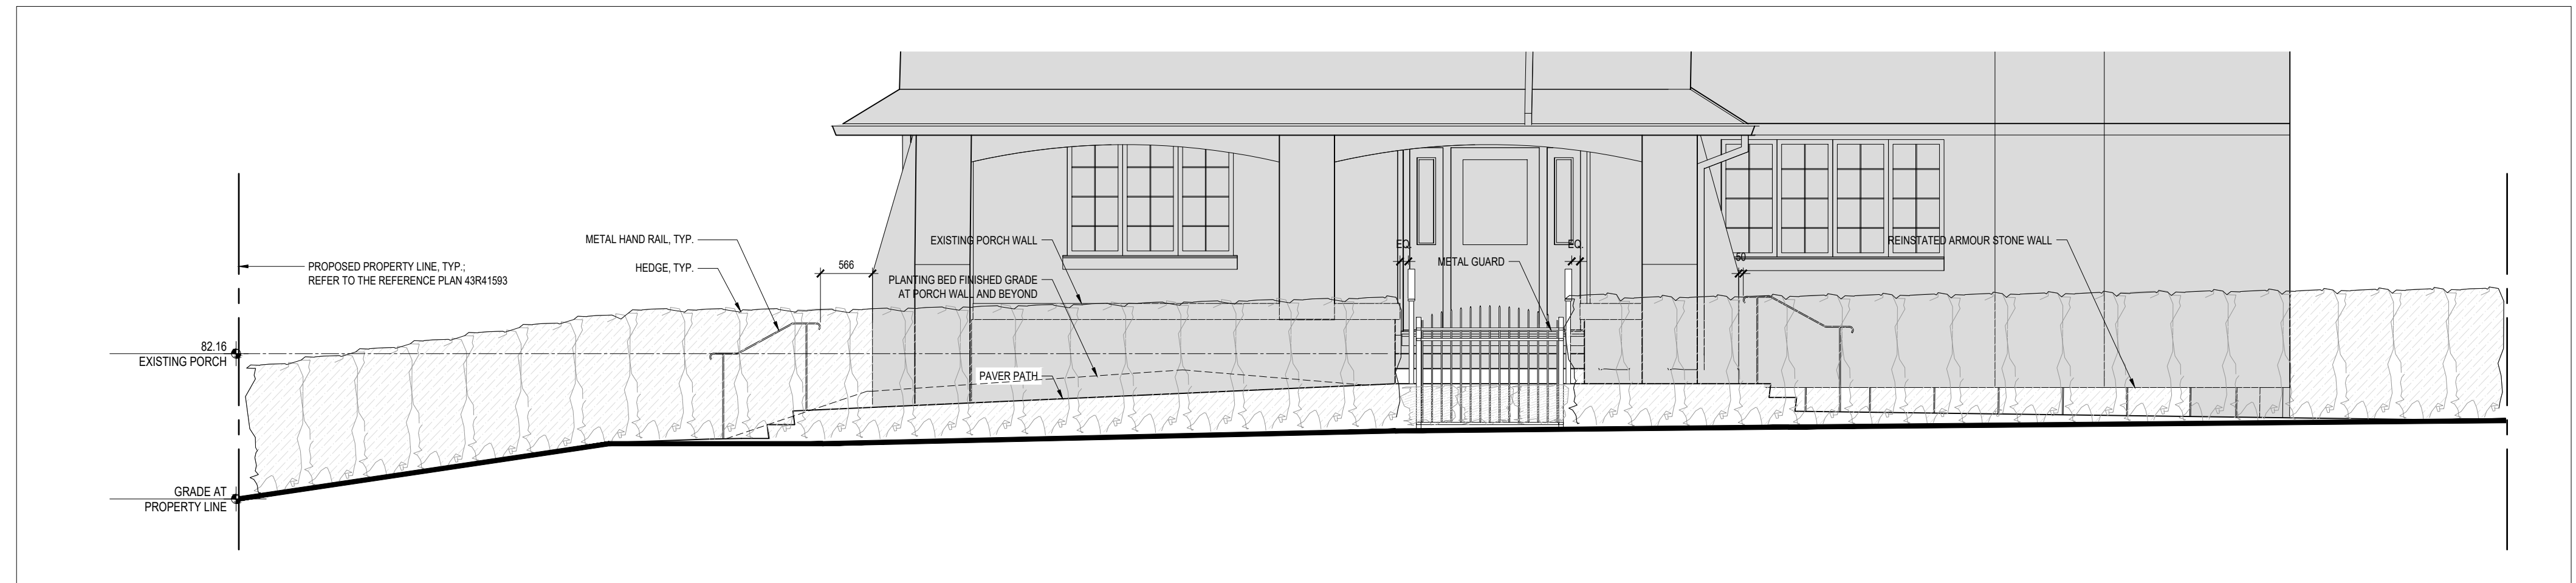 METAL HAND RAIL, TYP.
HEDGE, TYP.
PROPOSED PROPERTY LINE, TYP.;
REFER TO THE REFERENCE PLAN 43R41593
566
EXISTING PORCH WALL
PLANTING BED FINISHED GRADE
AT PORCH WALL AND BEYOND
EQ.
EQ.
METAL GUARD
REINSTATED ARMOUR STONE WALL
50
82.16
EXISTING PORCH
PAVER PATH
GRADE AT
PROPERTY LINE